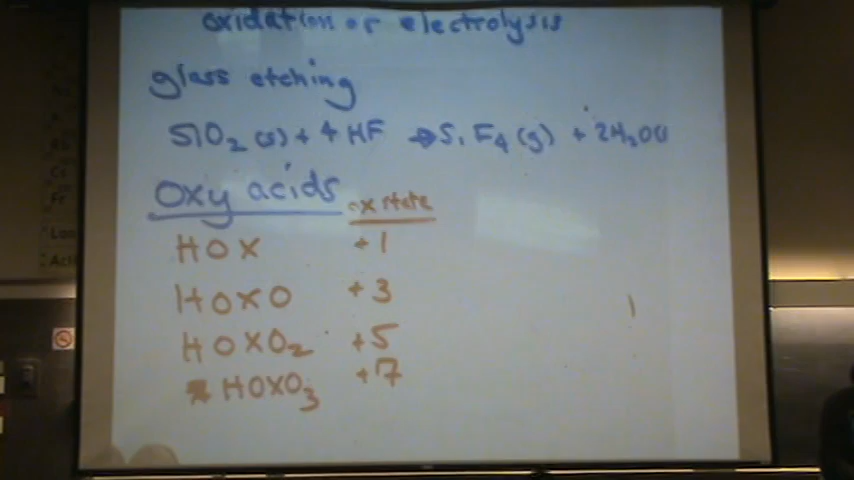 oxidation or electrolysis
glass etching
SiO2 (s) + 4 HF → SiF4 (g) + 2H2O(l)
Oxy acids ox state
HOX +1
HOXO +3
HOXO2 +5
HOXO3 +7